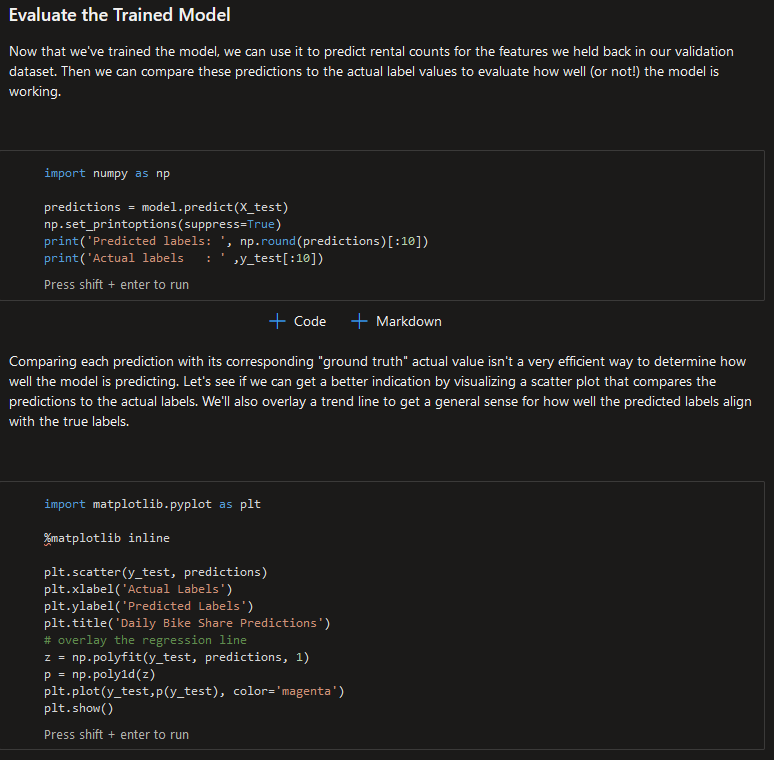 Evaluate the Trained Model
Now that we've trained the model, we can use it to predict rental counts for the features we held back in our validation
dataset. Then we can compare these predictions to the actual label values to evaluate how well (or not!) the model is
working.
import numpy as np
predictions = model.predict(X_test)
np.set_printoptions(suppress=True)
print('Predicted labels: ', np.round(predictions)[:10])
print('Actual labels   : ' ,y_test[:10])
Press shift + enter to run
+ Code + Markdown
Comparing each prediction with its corresponding "ground truth" actual value isn't a very efficient way to determine how
well the model is predicting. Let's see if we can get a better indication by visualizing a scatter plot that compares the
predictions to the actual labels. We'll also overlay a trend line to get a general sense for how well the predicted labels align
with the true labels.
import matplotlib.pyplot as plt
%matplotlib inline
plt.scatter(y_test, predictions)
plt.xlabel('Actual Labels')
plt.ylabel('Predicted Labels')
plt.title('Daily Bike Share Predictions')
# overlay the regression line
z = np.polyfit(y_test, predictions, 1)
p = np.poly1d(z)
plt.plot(y_test,p(y_test), color='magenta')
plt.show()
Press shift + enter to run